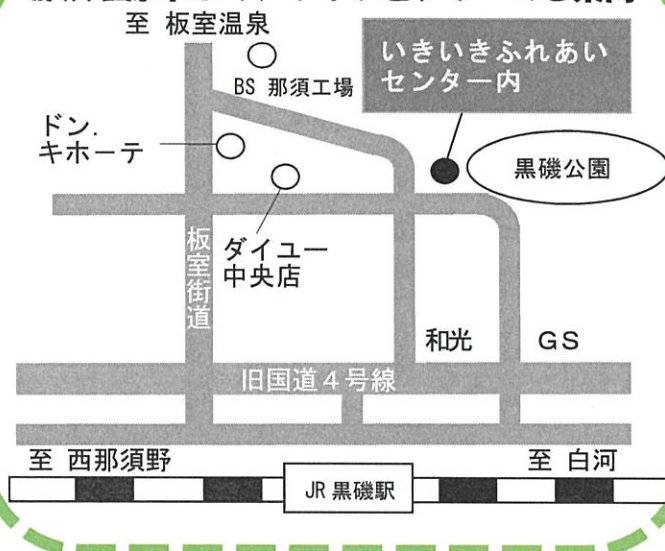 至 板室温泉
BS 那須工場
いきいきふれあい
センター内
ドン.
キホーテ
黒磯公園
板室街道
ダイユー
中央店
和光
GS
旧国道4号線
至 西那須野
至 白河
JR 黒磯駅